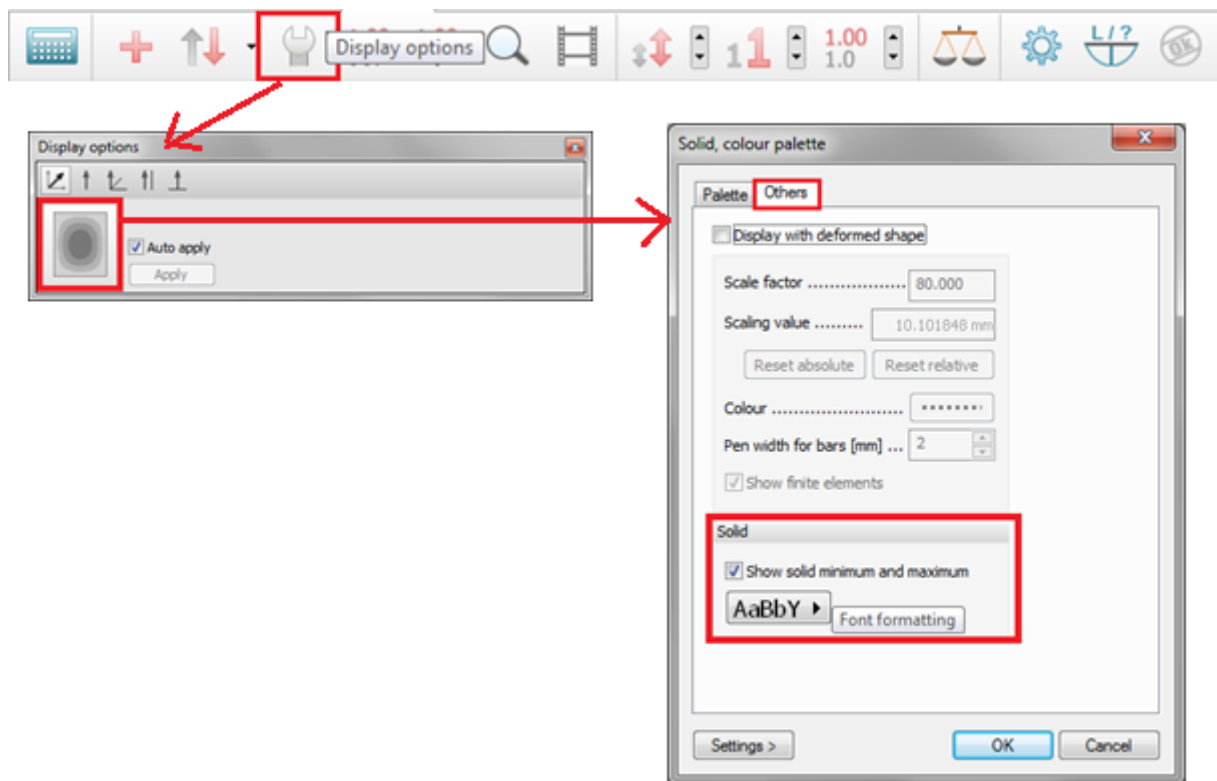 Display options
11
1.00
1.0
L / ?
OK
Display options
Auto apply
Apply
Solid, colour palette
Palette Others
Display with deformed shape
Scale factor .................. 80.000
Scaling value ......... 10.101848 mm
Reset absolute Reset relative
Colour ........................
Pen width for bars [mm] ... 2
Show finite elements
Solid
Show solid minimum and maximum
AaBbY
Font formatting
Settings > OK Cancel